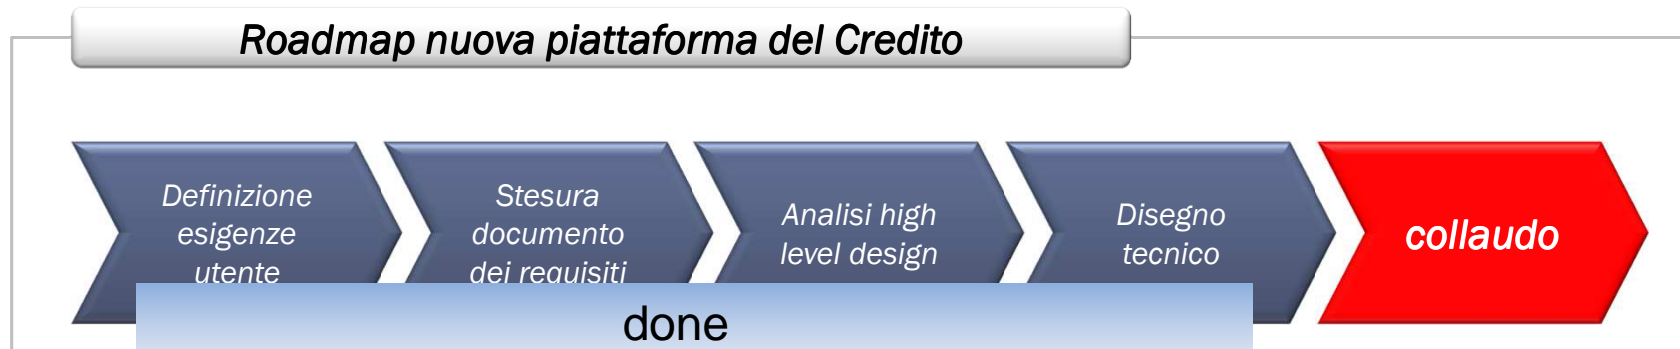 Roadmap nuova piattaforma del Credito
Definizione
esigenze
utente
Stesura
documento
dei requisiti
Analisi high
level design
Disegno
tecnico
collaudo
done